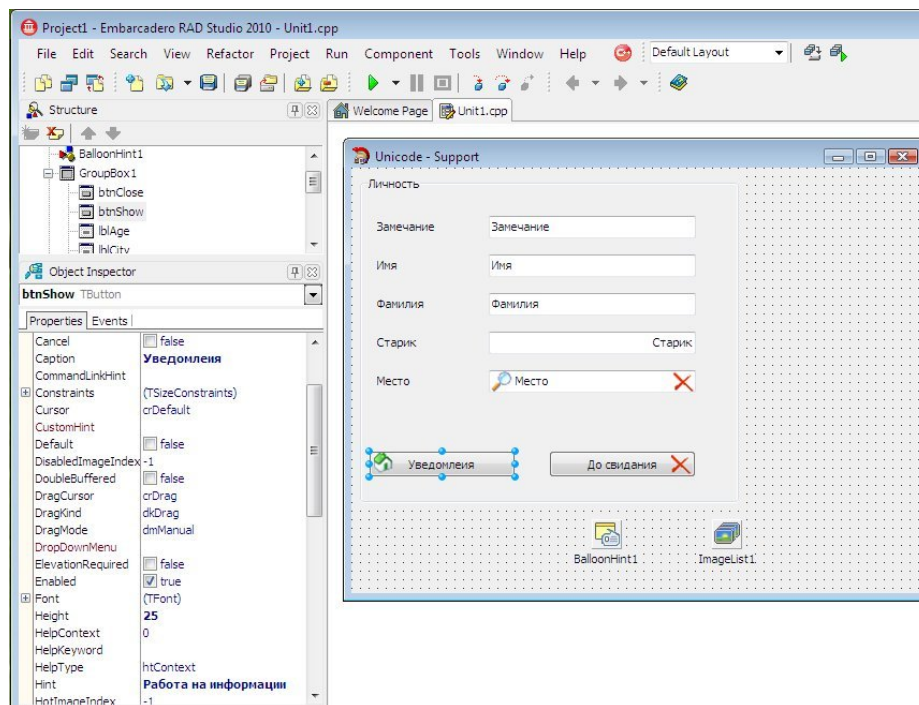 Project1 - Embarcadero RAD Studio 2010 - Unit1.cpp
File Edit Search View Refactor Project Run Component Tools Window Help Default Layout
Structure
BalloonHint1
GroupBox1
btnClose
btnShow
lblAge
lblCity
Object Inspector
btnShow TButton
Properties Events
Cancel false
Caption Уведомлеия
CommandLinkHint
Constraints (TSizeConstraints)
Cursor crDefault
CustomHint
Default false
DisabledImageIndex -1
DoubleBuffered false
DragCursor crDrag
DragKind dkDrag
DragMode dmManual
DropDownMenu
ElevationRequired false
Enabled true
Font (TFont)
Height 25
HelpContext 0
HelpKeyword
HelpType htContext
Hint Работа на информации
HotImageIndex -1
Welcome Page Unit1.cpp
Unicode - Support
Личность
Замечание Замечание
Имя Имя
Фамилия Фамилия
Старик Старик
Место Место
Уведомлеия До свидания
BalloonHint1 ImageList1